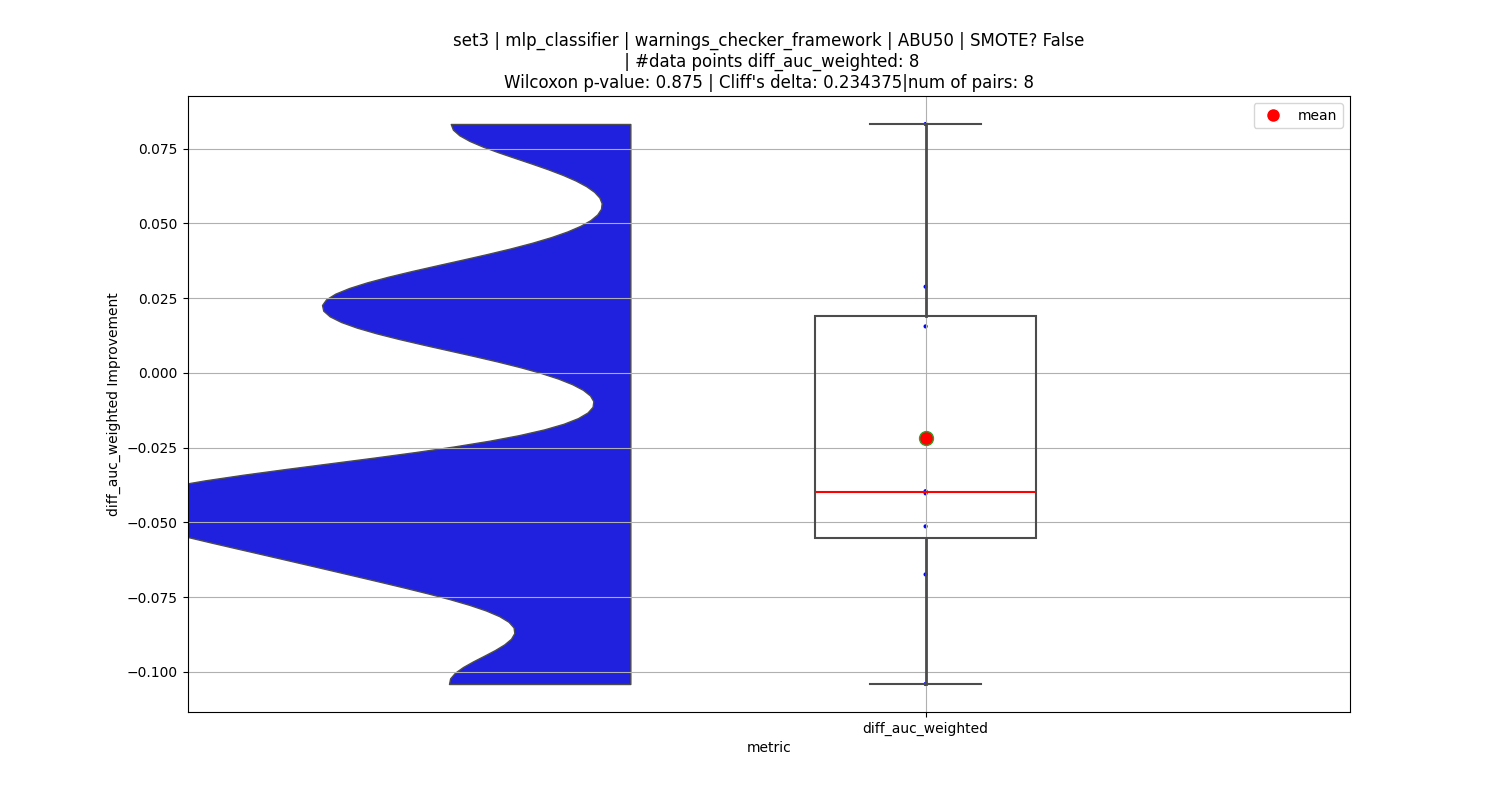 set3 | mlp_classifier | warnings_checker_framework | ABU50 | SMOTE? False
| #data points diff_auc_weighted: 8
Wilcoxon p-value: 0.875 | Cliff's delta: 0.234375|num of pairs: 8
mean
0.075
0.050
0.025
0.000
−0.025
−0.050
−0.075
−0.100
diff_auc_weighted Improvement
diff_auc_weighted
metric